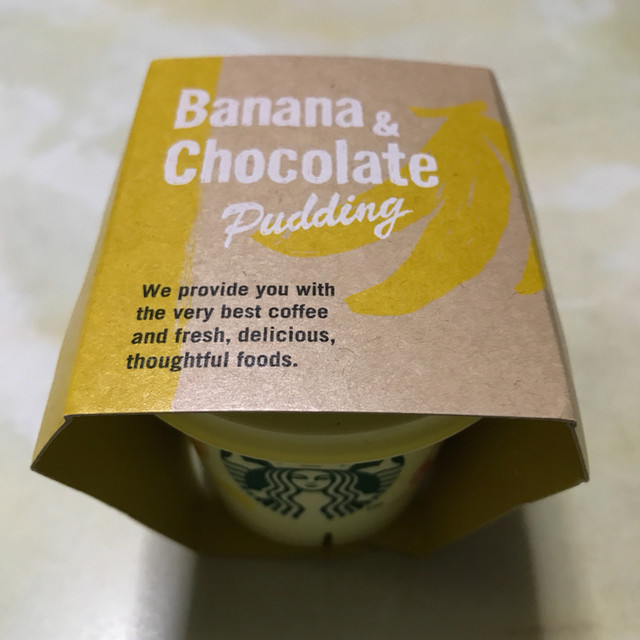 Banana &
Chocolate
Pudding
We provide you with
the very best coffee
and fresh, delicious,
thoughtful foods.